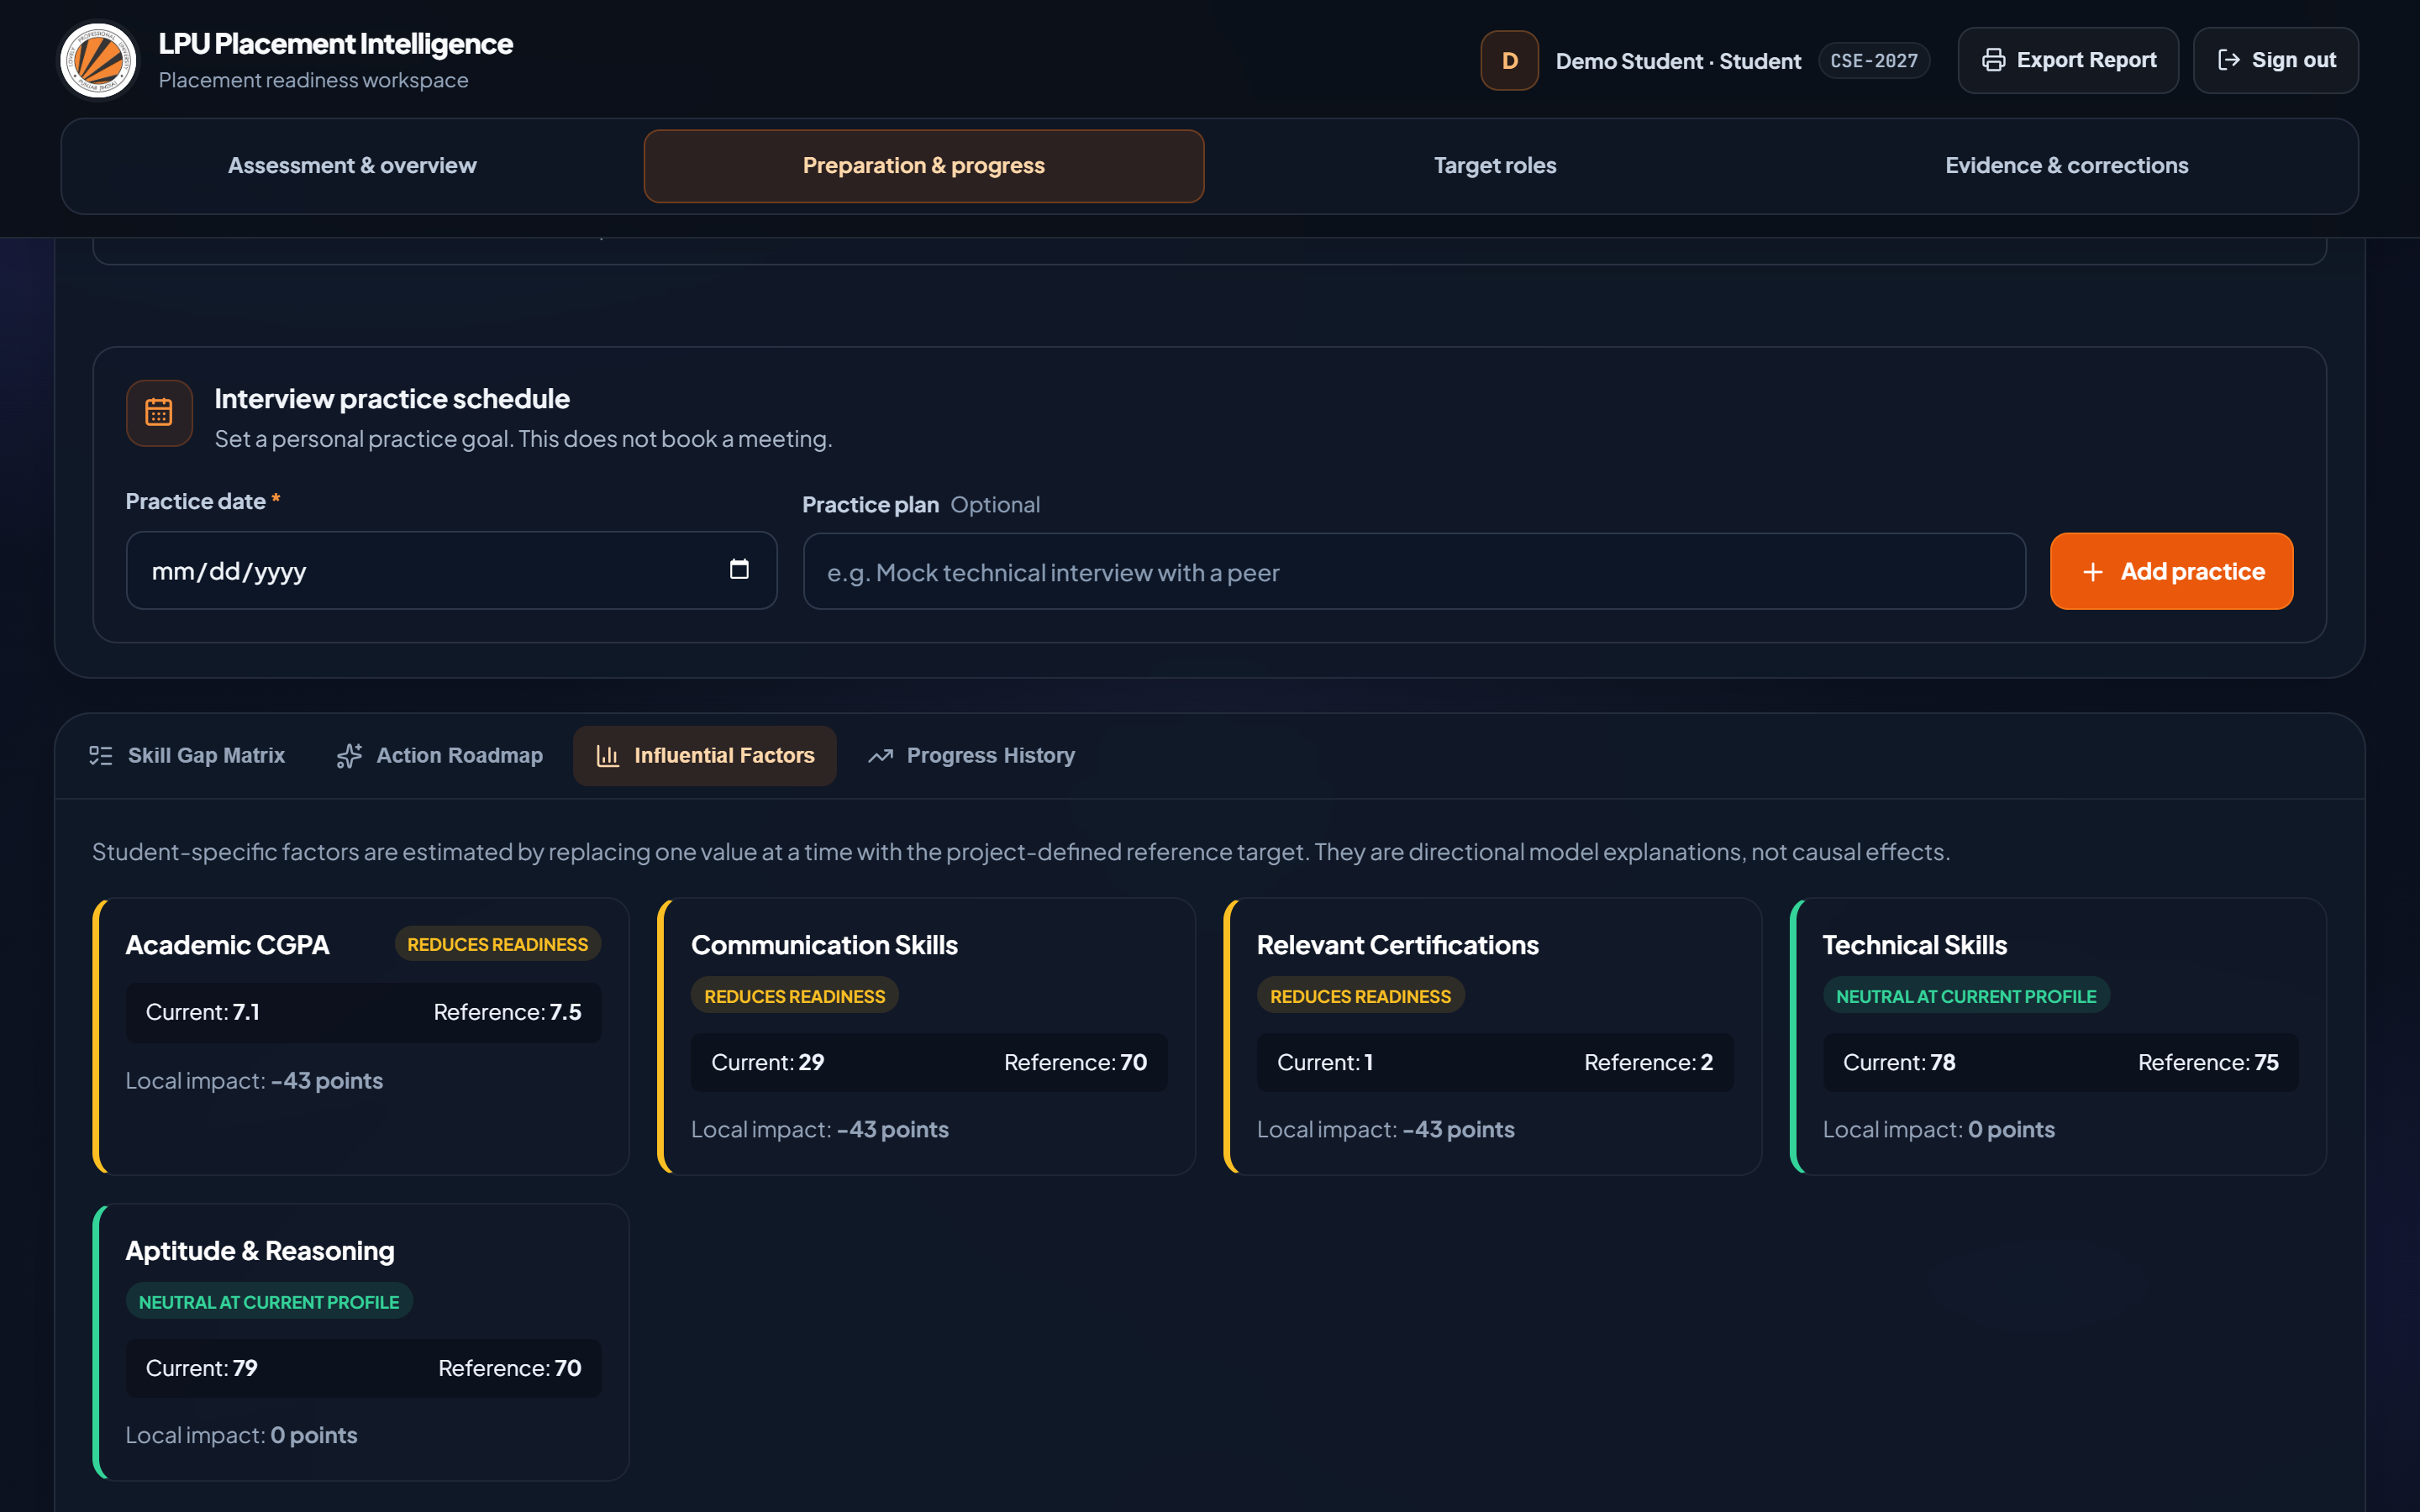 LPU Placement Intelligence
Placement readiness workspace
D
Demo Student · Student
CSE-2027
Export Report
Sign out
Assessment & overview
Preparation & progress
Target roles
Evidence & corrections
Interview practice schedule
Set a personal practice goal. This does not book a meeting.
Practice date *
mm/dd/yyyy
Practice plan Optional
e.g. Mock technical interview with a peer
Add practice
Skill Gap Matrix
Action Roadmap
Influential Factors
Progress History
Student-specific factors are estimated by replacing one value at a time with the project-defined reference target. They are directional model explanations, not causal effects.
Academic CGPA
REDUCES READINESS
Current: 7.1
Reference: 7.5
Local impact: -43 points
Communication Skills
REDUCES READINESS
Current: 29
Reference: 70
Local impact: -43 points
Relevant Certifications
REDUCES READINESS
Current: 1
Reference: 2
Local impact: -43 points
Technical Skills
NEUTRAL AT CURRENT PROFILE
Current: 78
Reference: 75
Local impact: 0 points
Aptitude & Reasoning
NEUTRAL AT CURRENT PROFILE
Current: 79
Reference: 70
Local impact: 0 points